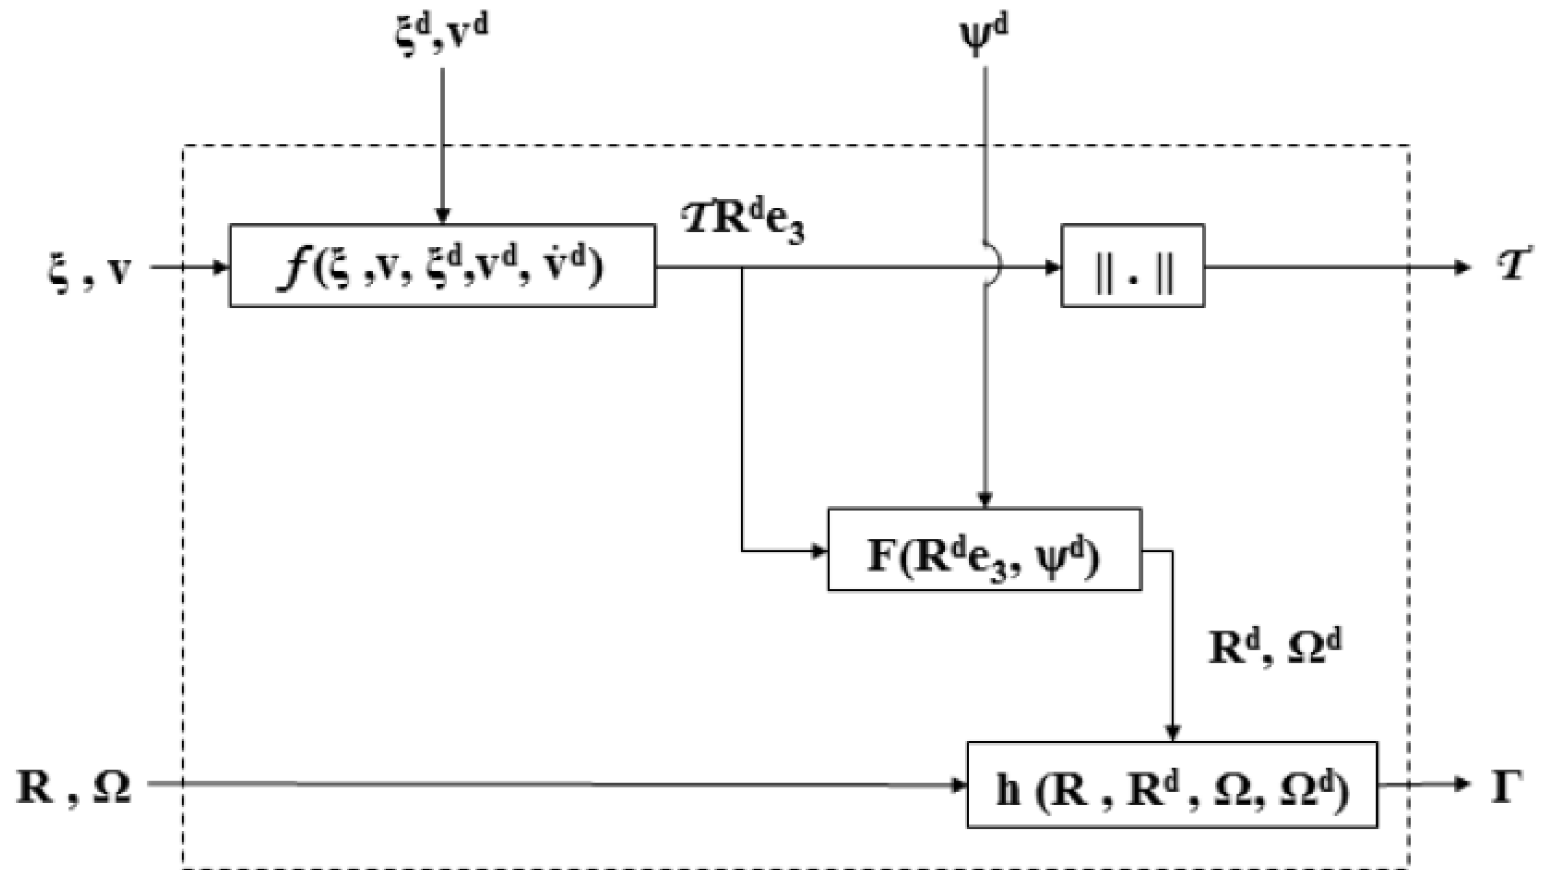 ξᵈ,vᵈ
ψᵈ
𝒯Rᵈe₃
ξ , v
f(ξ ,v, ξᵈ,vᵈ, v̇ᵈ)
|| . ||
𝒯
F(Rᵈe₃, ψᵈ)
Rᵈ, Ωᵈ
R , Ω
h (R , Rᵈ , Ω, Ωᵈ)
Γ